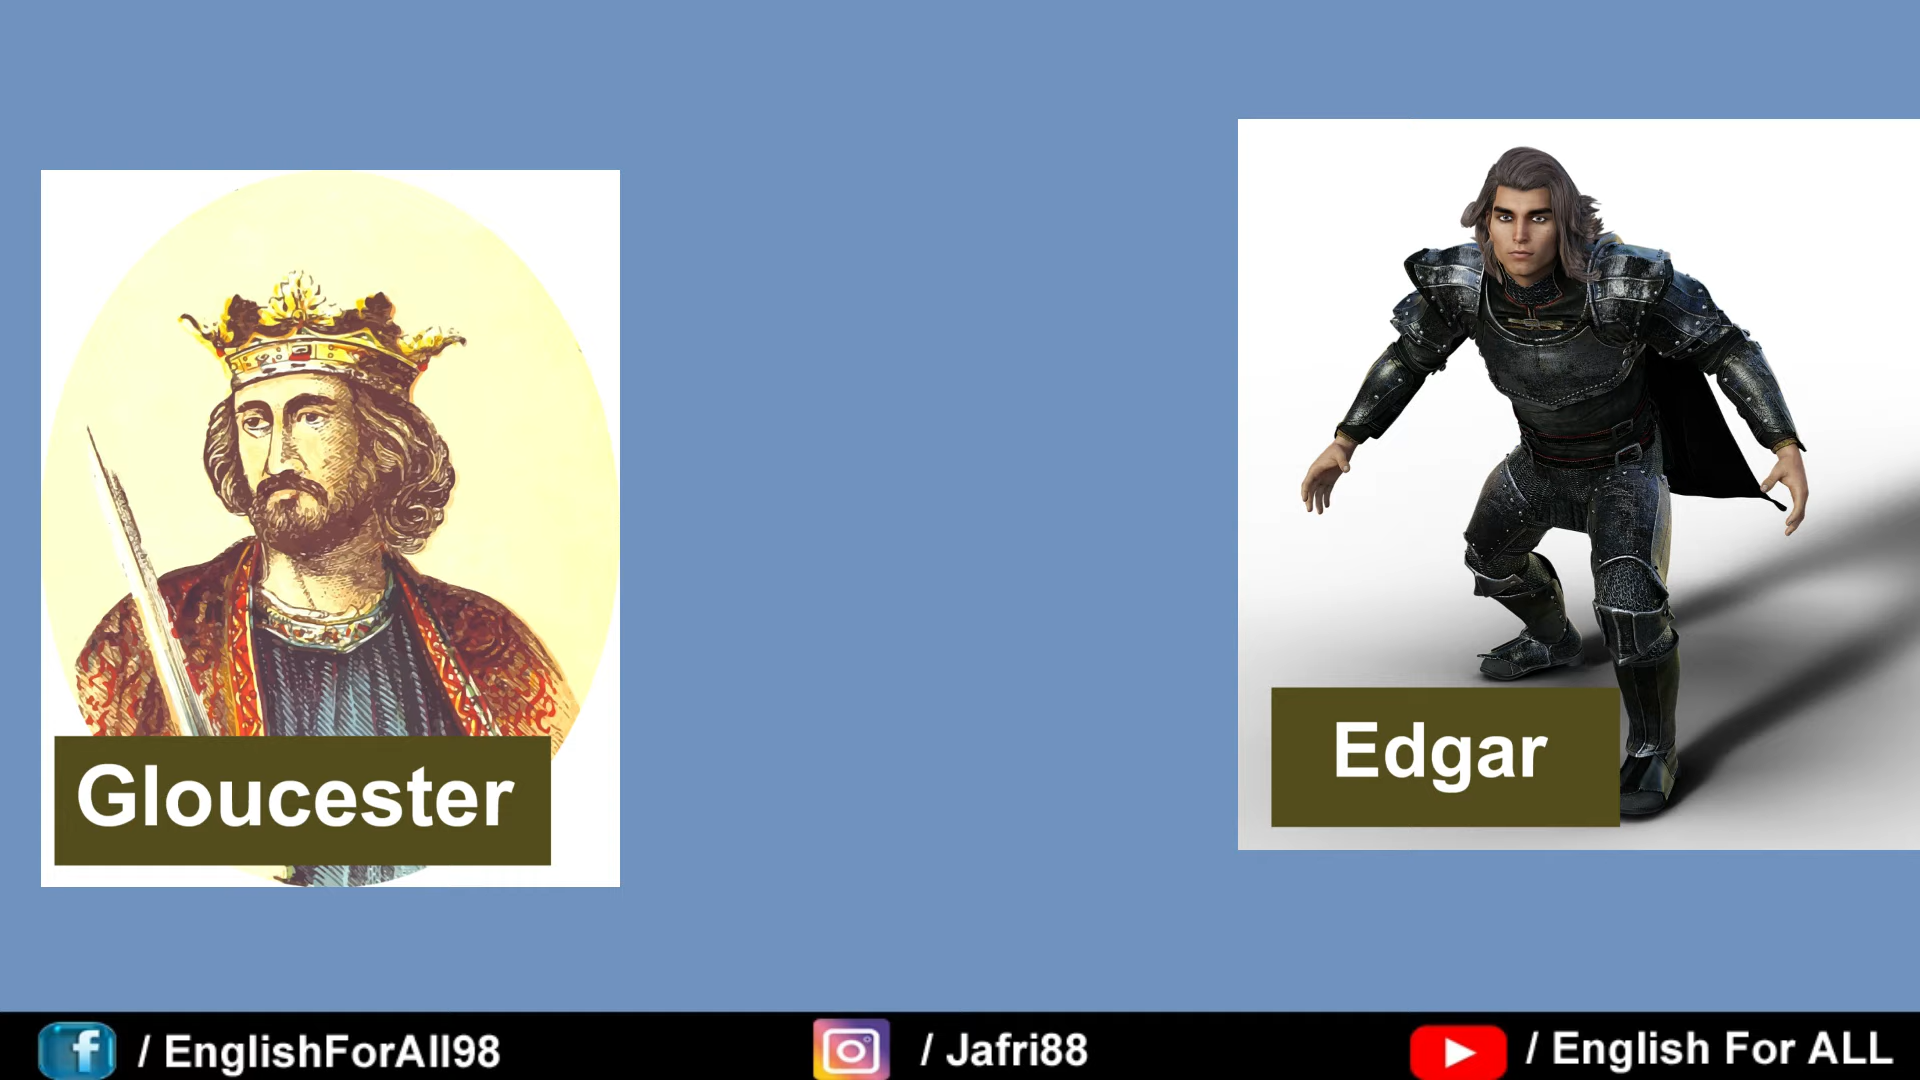 Gloucester
Edgar
/ EnglishForAll98
/ Jafri88
/ English For ALL